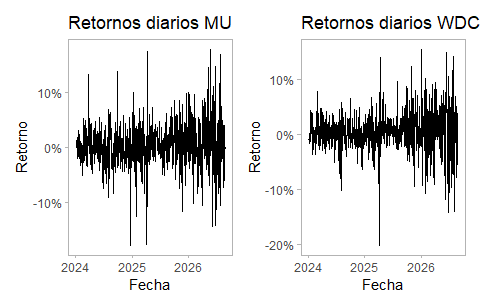 Retornos diarios MU
Retorno
10%
0%
-10%
2024 2025 2026
Fecha
Retornos diarios WDC
Retorno
10%
0%
-10%
-20%
2024 2025 2026
Fecha